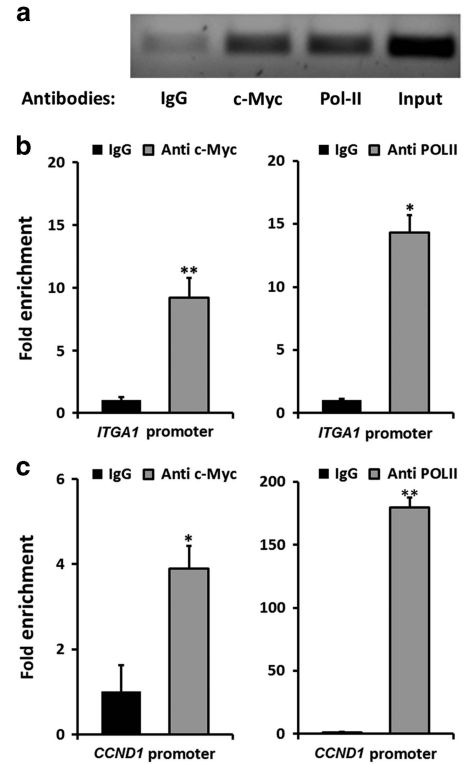 a
Antibodies: IgG c-Myc Pol-II Input
b
IgG Anti c-Myc
20
15
10
5
0
Fold enrichment
**
ITGA1 promoter
IgG Anti POLII
20
15
10
5
0
*
ITGA1 promoter
c
IgG Anti c-Myc
6
4
2
0
Fold enrichment
*
CCND1 promoter
IgG Anti POLII
200
150
100
50
0
**
CCND1 promoter